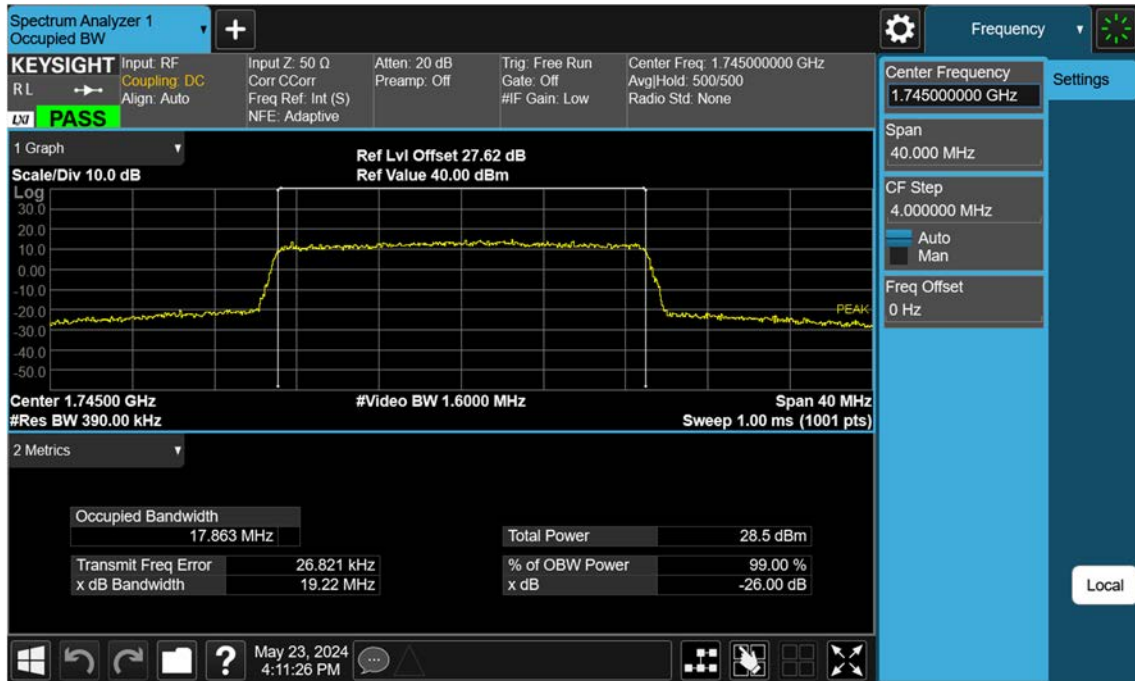 Spectrum Analyzer 1
Occupied BW
+
Frequency
KEYSIGHT
R L
LXI PASS
Input: RF
Coupling: DC
Align: Auto
Input Z: 50 Ω
Corr CCorr
Freq Ref: Int (S)
NFE: Adaptive
Atten: 20 dB
Preamp: Off
Trig: Free Run
Gate: Off
#IF Gain: Low
Center Freq: 1.745000000 GHz
Avg|Hold: 500/500
Radio Std: None
Center Frequency
1.745000000 GHz
Settings
Span
40.000 MHz
CF Step
4.000000 MHz
Auto
Man
Freq Offset
0 Hz
Local
1 Graph
Scale/Div 10.0 dB
Ref Lvl Offset 27.62 dB
Ref Value 40.00 dBm
Log
30.0
20.0
10.0
0.00
-10.0
-20.0
-30.0
-40.0
-50.0
PEAK
Center 1.74500 GHz
#Res BW 390.00 kHz
#Video BW 1.6000 MHz
Span 40 MHz
Sweep 1.00 ms (1001 pts)
2 Metrics
Occupied Bandwidth
17.863 MHz
Total Power 28.5 dBm
Transmit Freq Error 26.821 kHz
% of OBW Power 99.00 %
x dB Bandwidth 19.22 MHz
x dB -26.00 dB
?
May 23, 2024
4:11:26 PM